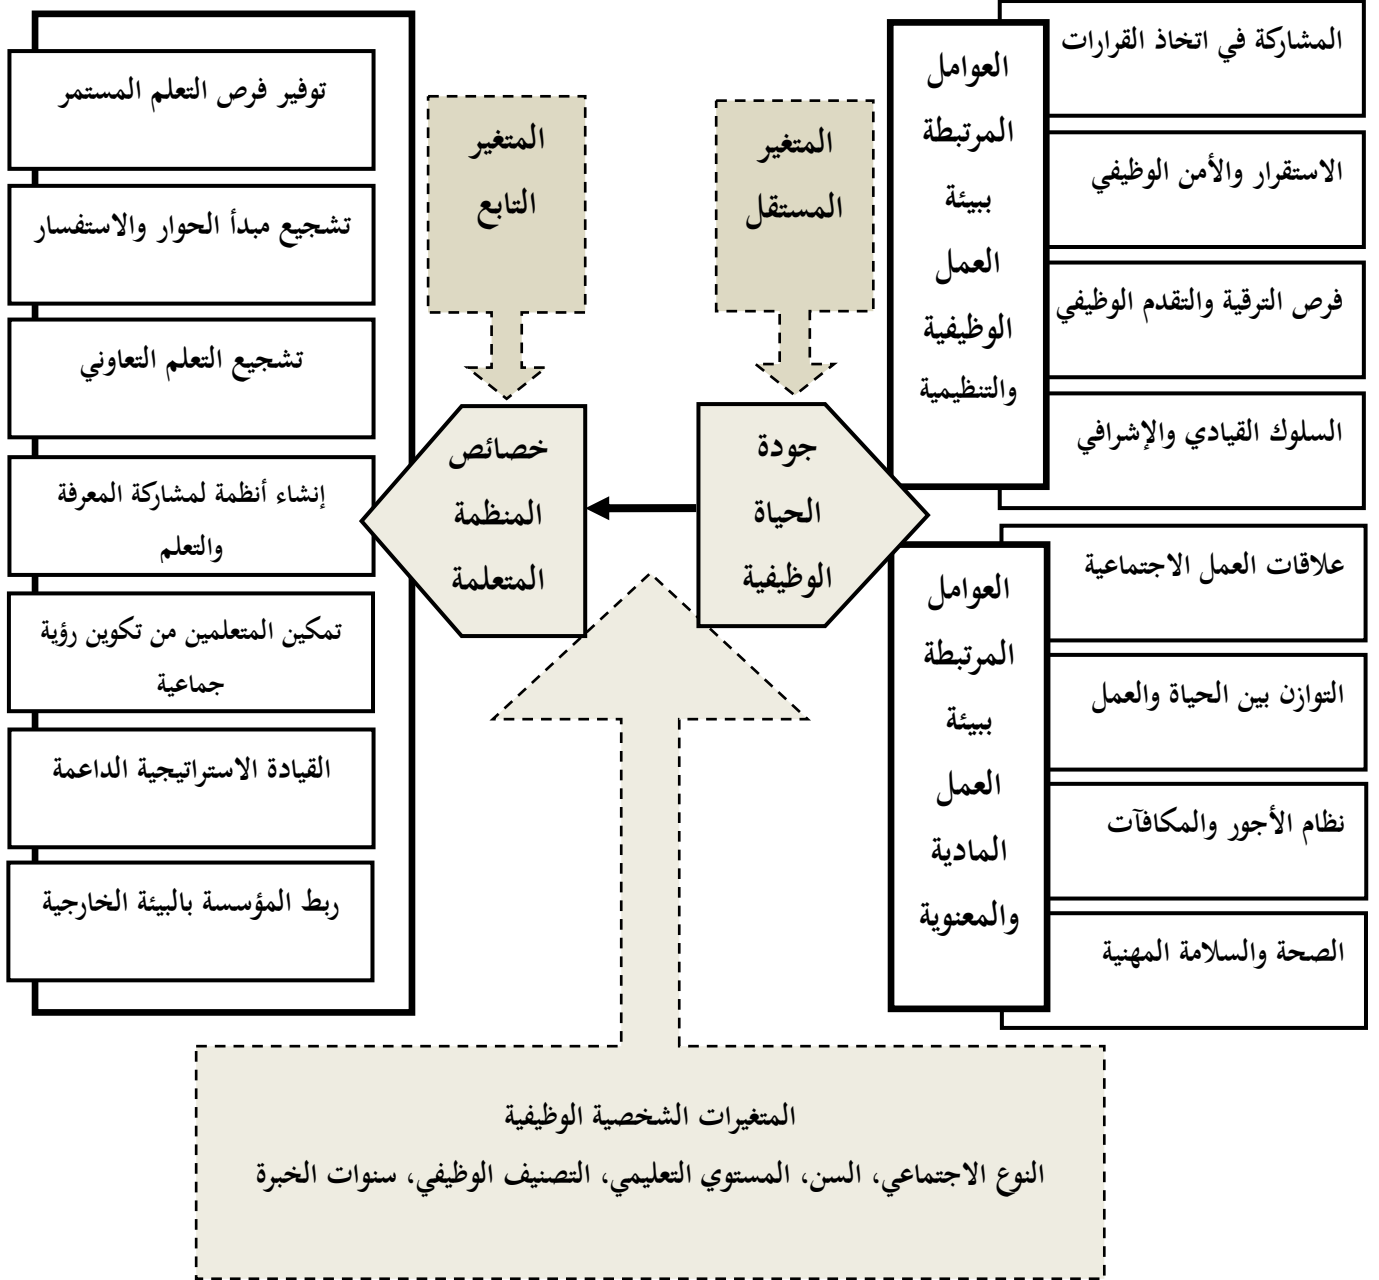 المشاركة في اتخاذ القرارات
الاستقرار والأمن الوظيفي
فرص الترقية والتقدم الوظيفي
السلوك القيادي والإشرافي
علاقات العمل الاجتماعية
التوازن بين الحياة والعمل
نظام الأجور والمكافآت
الصحة والسلامة المهنية
العوامل
المرتبطة
ببيئة
العمل
الوظيفية
والتنظيمية
العوامل
المرتبطة
ببيئة
العمل
المادية
والمعنوية
المتغير
المستقل
جودة
الحياة
الوظيفية
المتغير
التابع
خصائص
المنظمة
المتعلمة
توفير فرص التعلم المستمر
تشجيع مبدأ الحوار والاستفسار
تشجيع التعلم التعاوني
إنشاء أنظمة لمشاركة المعرفة
والتعلم
تمكين المتعلمين من تكوين رؤية
جماعية
القيادة الاستراتيجية الداعمة
ربط المؤسسة بالبيئة الخارجية
المتغيرات الشخصية الوظيفية
النوع الاجتماعي، السن، المستوي التعليمي، التصنيف الوظيفي، سنوات الخبرة